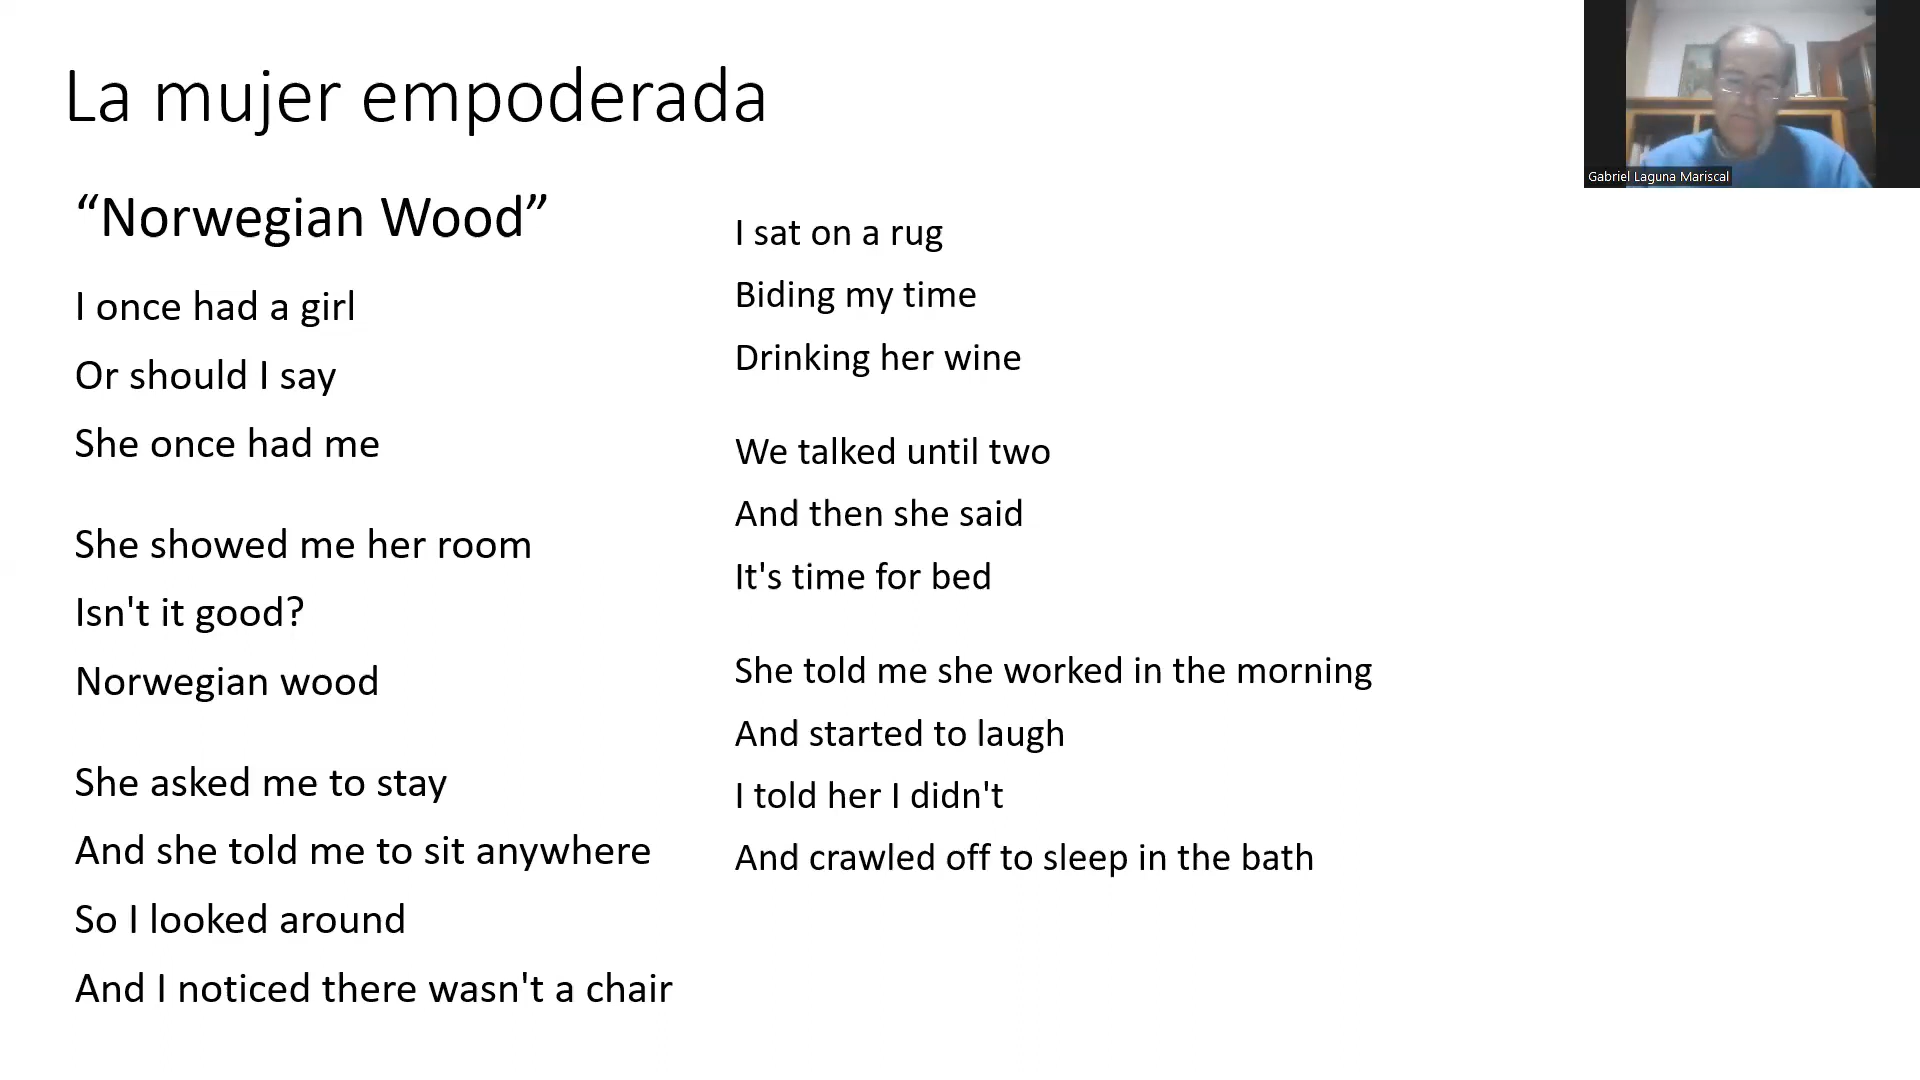 La mujer empoderada
“Norwegian Wood”
I once had a girl
Or should I say
She once had me
She showed me her room
Isn't it good?
Norwegian wood
She asked me to stay
And she told me to sit anywhere
So I looked around
And I noticed there wasn't a chair
I sat on a rug
Biding my time
Drinking her wine
We talked until two
And then she said
It's time for bed
She told me she worked in the morning
And started to laugh
I told her I didn't
And crawled off to sleep in the bath
Gabriel Laguna Mariscal